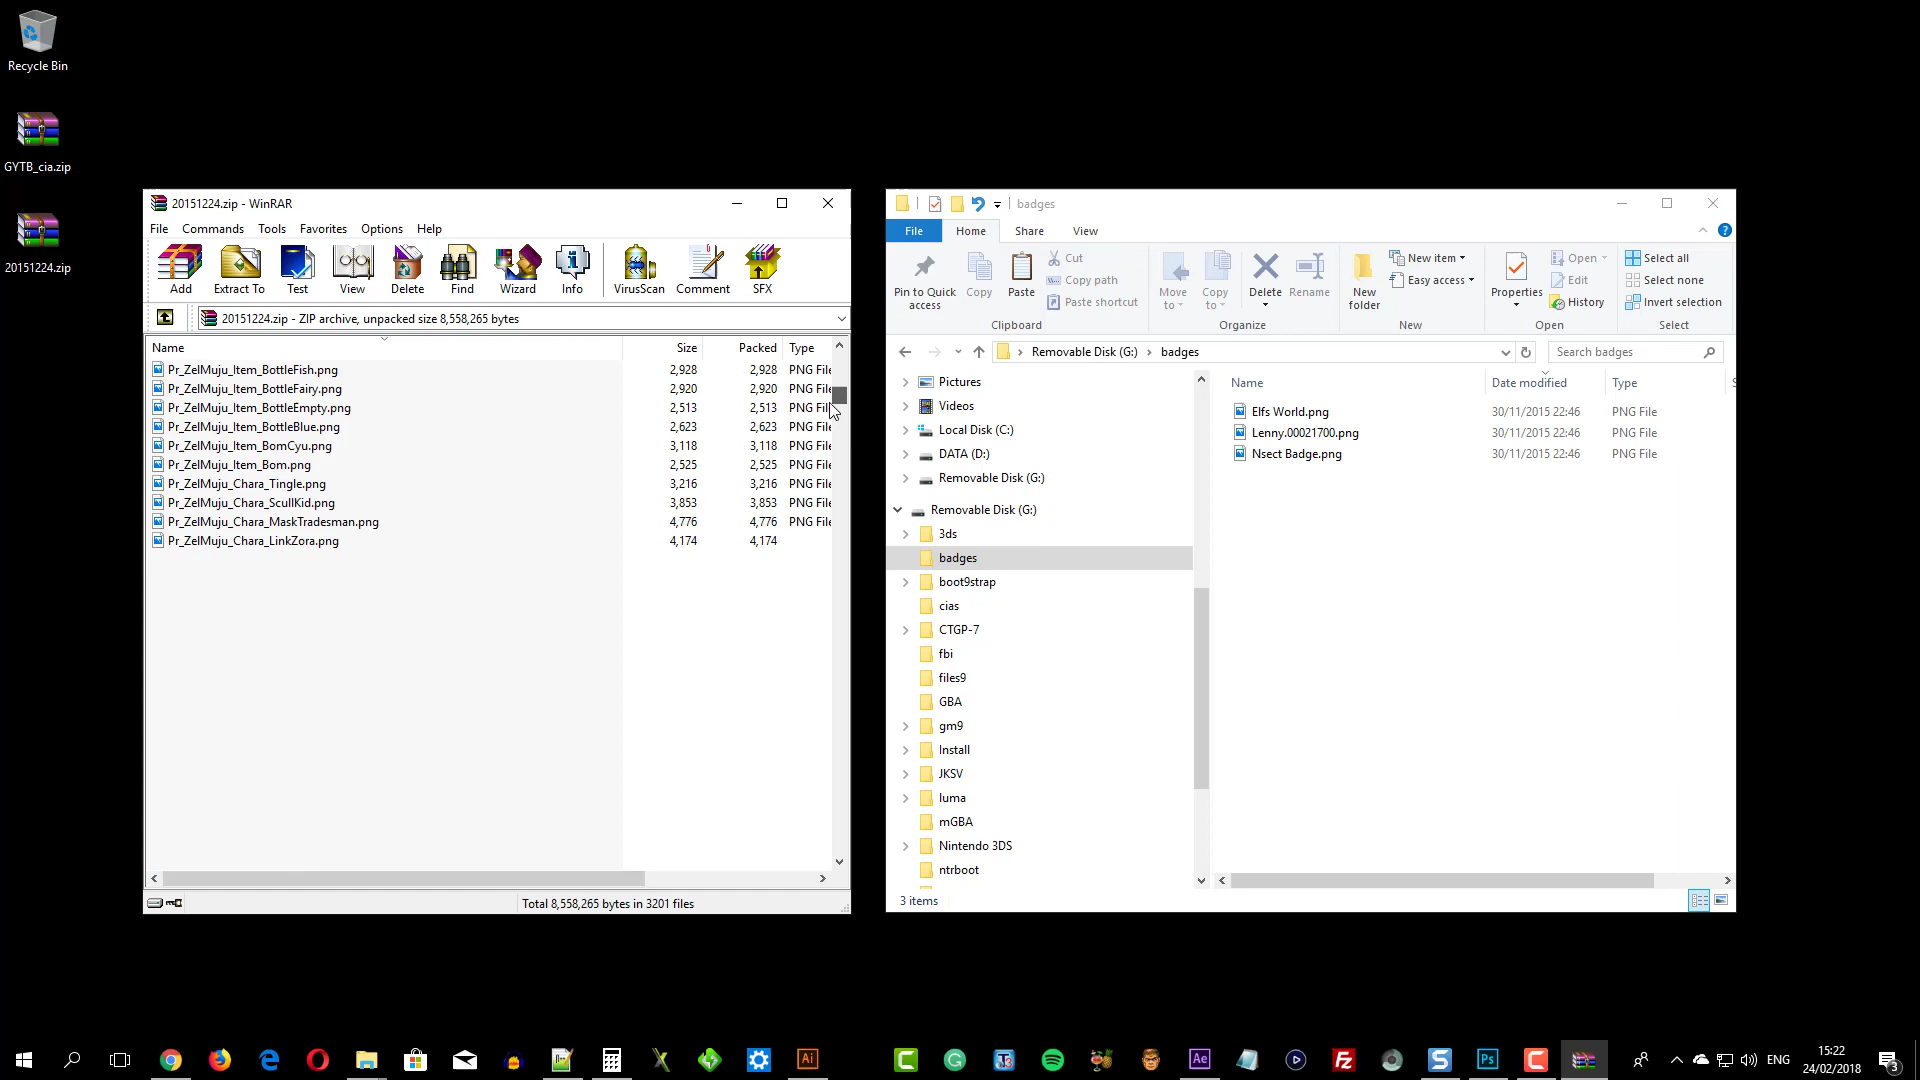 Recycle Bin
GYTB_cia.zip
20151224.zip
20151224.zip - WinRAR
File Commands Tools Favorites Options Help
Add Extract To Test View Delete Find Wizard Info VirusScan Comment SFX
20151224.zip - ZIP archive, unpacked size 8,558,265 bytes
Name Size Packed Type
Pr_ZelMuju_Item_BottleFish.png 2,928 2,928 PNG File
Pr_ZelMuju_Item_BottleFairy.png 2,920 2,920 PNG File
Pr_ZelMuju_Item_BottleEmpty.png 2,513 2,513 PNG Fil
Pr_ZelMuju_Item_BottleBlue.png 2,623 2,623 PNG File
Pr_ZelMuju_Item_BomCyu.png 3,118 3,118 PNG File
Pr_ZelMuju_Item_Bom.png 2,525 2,525 PNG File
Pr_ZelMuju_Chara_Tingle.png 3,216 3,216 PNG File
Pr_ZelMuju_Chara_ScullKid.png 3,853 3,853 PNG File
Pr_ZelMuju_Chara_MaskTradesman.png 4,776 4,776 PNG File
Pr_ZelMuju_Chara_LinkZora.png 4,174 4,174
Total 8,558,265 bytes in 3201 files
badges
File Home Share View
Pin to Quick access
Copy
Paste
Cut
Copy path
Paste shortcut
Clipboard
Move to
Copy to
Delete
Rename
Organize
New folder
New item
Easy access
New
Properties
Open
Edit
History
Open
Select all
Select none
Invert selection
Select
Removable Disk (G:) badges
Search badges
Pictures
Videos
Local Disk (C:)
DATA (D:)
Removable Disk (G:)
Removable Disk (G:)
3ds
badges
boot9strap
cias
CTGP-7
fbi
files9
GBA
gm9
Install
JKSV
luma
mGBA
Nintendo 3DS
ntrboot
Name Date modified Type S
Elfs World.png 30/11/2015 22:46 PNG File
Lenny.00021700.png 30/11/2015 22:46 PNG File
Nsect Badge.png 30/11/2015 22:46 PNG File
3 items
ENG
15:22
24/02/2018
3